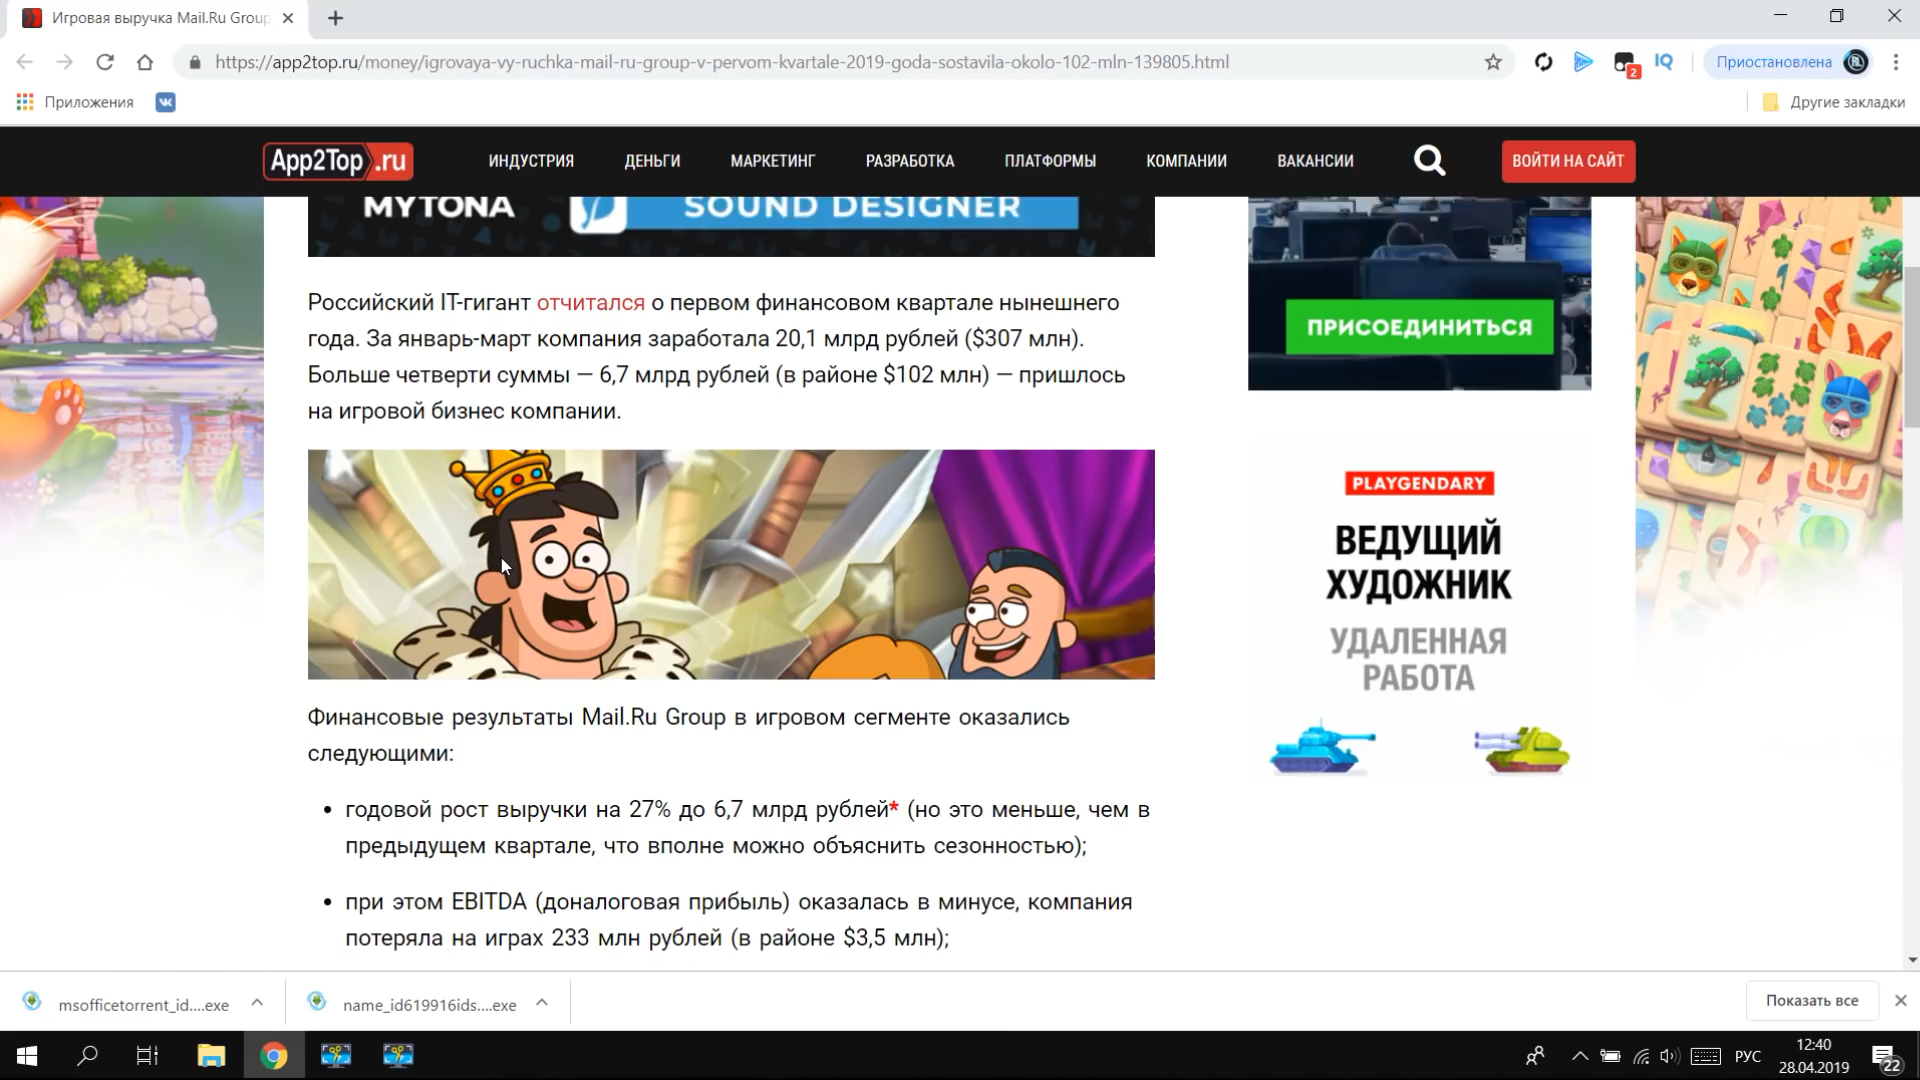 Игровая выручка Mail.Ru Group
https://app2top.ru/money/igrovaya-vy-ruchka-mail-ru-group-v-pervom-kvartale-2019-goda-sostavila-okolo-102-mln-139805.html
2
IQ
Приостановлена
Приложения
Другие закладки
App2Top.ru
ИНДУСТРИЯ
ДЕНЬГИ
МАРКЕТИНГ
РАЗРАБОТКА
ПЛАТФОРМЫ
КОМПАНИИ
ВАКАНСИИ
ВОЙТИ НА САЙТ
MYTONA
SOUND DESIGNER
Российский IT-гигант отчитался о первом финансовом квартале нынешнего
года. За январь-март компания заработала 20,1 млрд рублей ($307 млн).
Больше четверти суммы — 6,7 млрд рублей (в районе $102 млн) — пришлось
на игровой бизнес компании.
Финансовые результаты Mail.Ru Group в игровом сегменте оказались
следующими:
• годовой рост выручки на 27% до 6,7 млрд рублей* (но это меньше, чем в
предыдущем квартале, что вполне можно объяснить сезонностью);
• при этом EBITDA (доналоговая прибыль) оказалась в минусе, компания
потеряла на играх 233 млн рублей (в районе $3,5 млн);
ПРИСОЕДИНИТЬСЯ
PLAYGENDARY
ВЕДУЩИЙ
ХУДОЖНИК
УДАЛЕННАЯ
РАБОТА
msofficetorrent_id....exe
name_id619916ids....exe
Показать все
РУС
12:40
28.04.2019
22